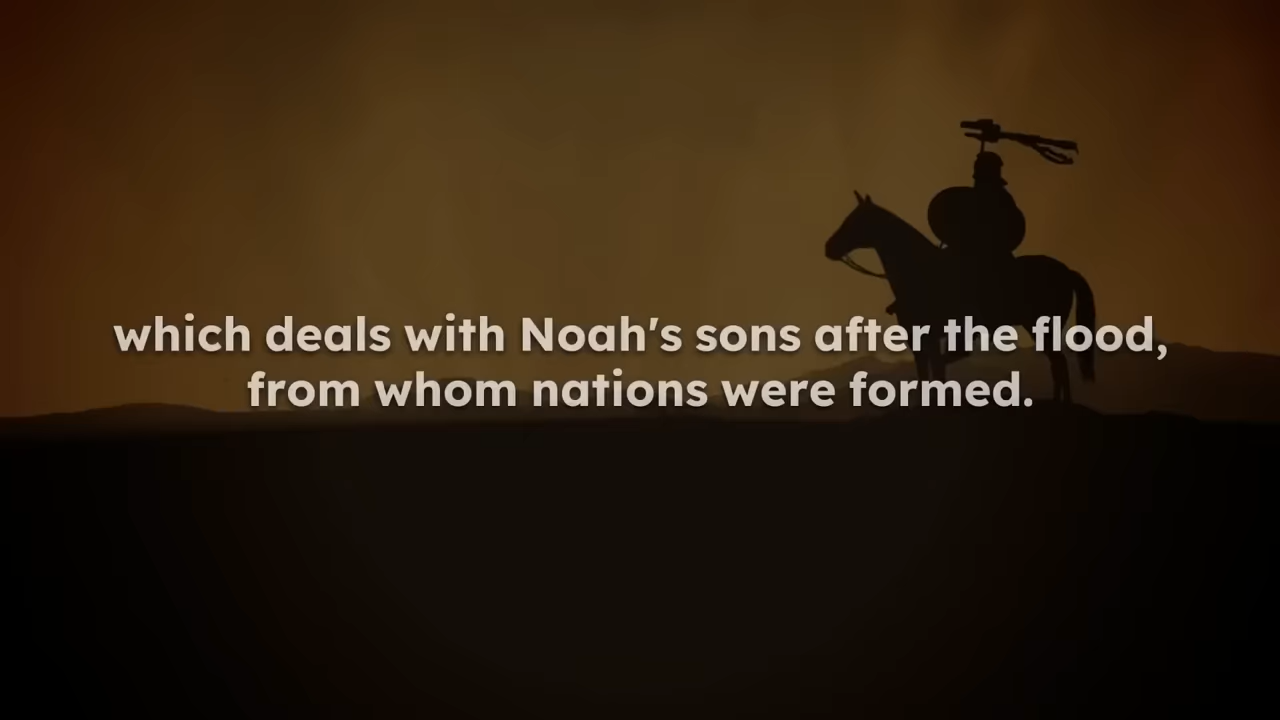 which deals with Noah's sons after the flood,
from whom nations were formed.